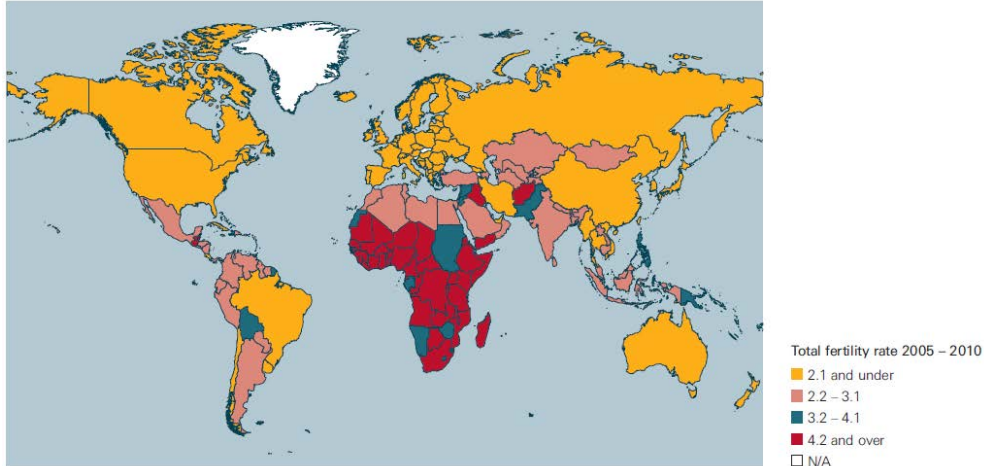 Total fertility rate 2005 – 2010
2.1 and under
2.2 – 3.1
3.2 – 4.1
4.2 and over
N/A